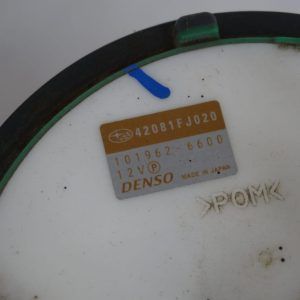 42081FJ020
101962-6600
12V Ⓟ
DENSO MADE IN JAPAN
>POM<